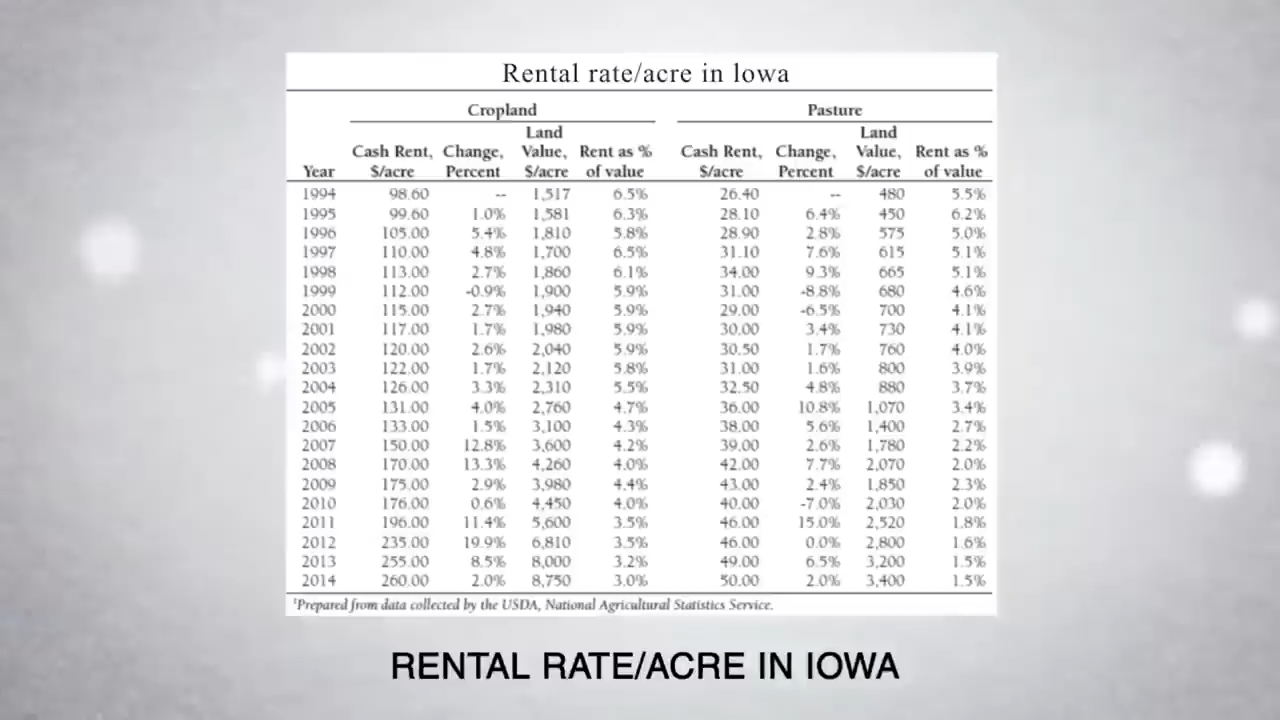 Rental rate/acre in Iowa
Cropland Pasture
Land Land
Cash Rent, Change, Value, Rent as % Cash Rent, Change, Value, Rent as %
Year $/acre Percent $/acre of value $/acre Percent $/acre of value
1994 98.60 -- 1,517 6.5% 26.40 -- 480 5.5%
1995 99.60 1.0% 1,581 6.3% 28.10 6.4% 450 6.2%
1996 105.00 5.4% 1,810 5.8% 28.90 2.8% 575 5.0%
1997 110.00 4.8% 1,700 6.5% 31.10 7.6% 615 5.1%
1998 113.00 2.7% 1,860 6.1% 34.00 9.3% 665 5.1%
1999 112.00 -0.9% 1,900 5.9% 31.00 -8.8% 680 4.6%
2000 115.00 2.7% 1,940 5.9% 29.00 -6.5% 700 4.1%
2001 117.00 1.7% 1,980 5.9% 30.00 3.4% 730 4.1%
2002 120.00 2.6% 2,040 5.9% 30.50 1.7% 760 4.0%
2003 122.00 1.7% 2,120 5.8% 31.00 1.6% 800 3.9%
2004 126.00 3.3% 2,310 5.5% 32.50 4.8% 880 3.7%
2005 131.00 4.0% 2,760 4.7% 36.00 10.8% 1,070 3.4%
2006 133.00 1.5% 3,100 4.3% 38.00 5.6% 1,400 2.7%
2007 150.00 12.8% 3,600 4.2% 39.00 2.6% 1,780 2.2%
2008 170.00 13.3% 4,260 4.0% 42.00 7.7% 2,070 2.0%
2009 175.00 2.9% 3,980 4.4% 43.00 2.4% 1,850 2.3%
2010 176.00 0.6% 4,450 4.0% 40.00 -7.0% 2,030 2.0%
2011 196.00 11.4% 5,600 3.5% 46.00 15.0% 2,520 1.8%
2012 235.00 19.9% 6,810 3.5% 46.00 0.0% 2,800 1.6%
2013 255.00 8.5% 8,000 3.2% 49.00 6.5% 3,200 1.5%
2014 260.00 2.0% 8,750 3.0% 50.00 2.0% 3,400 1.5%
¹Prepared from data collected by the USDA, National Agricultural Statistics Service.
RENTAL RATE/ACRE IN IOWA